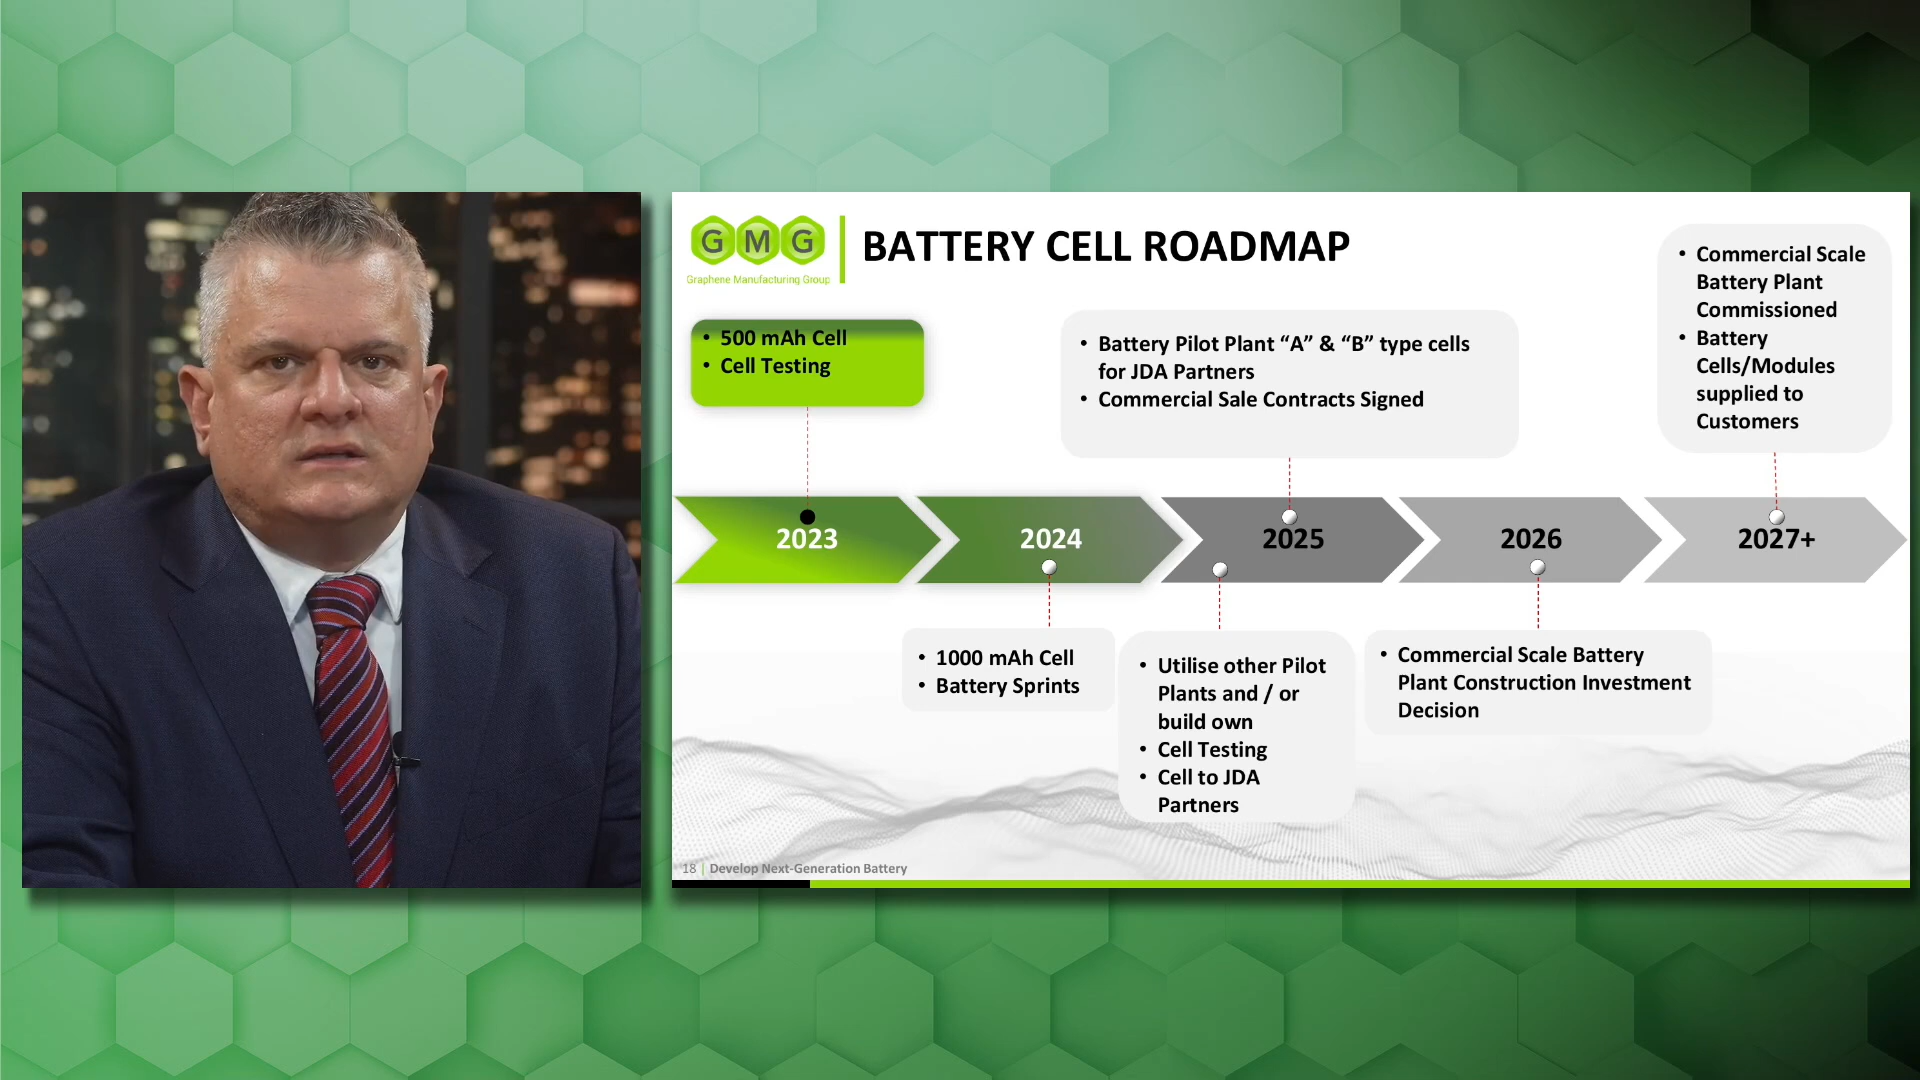 GMG
Graphene Manufacturing Group
BATTERY CELL ROADMAP
• 500 mAh Cell
• Cell Testing
• Battery Pilot Plant “A” & “B” type cells
for JDA Partners
• Commercial Sale Contracts Signed
• Commercial Scale
Battery Plant
Commissioned
• Battery
Cells/Modules
supplied to
Customers
2023
2024
2025
2026
2027+
• 1000 mAh Cell
• Battery Sprints
• Utilise other Pilot
Plants and / or
build own
• Cell Testing
• Cell to JDA
Partners
• Commercial Scale Battery
Plant Construction Investment
Decision
18 | Develop Next-Generation Battery